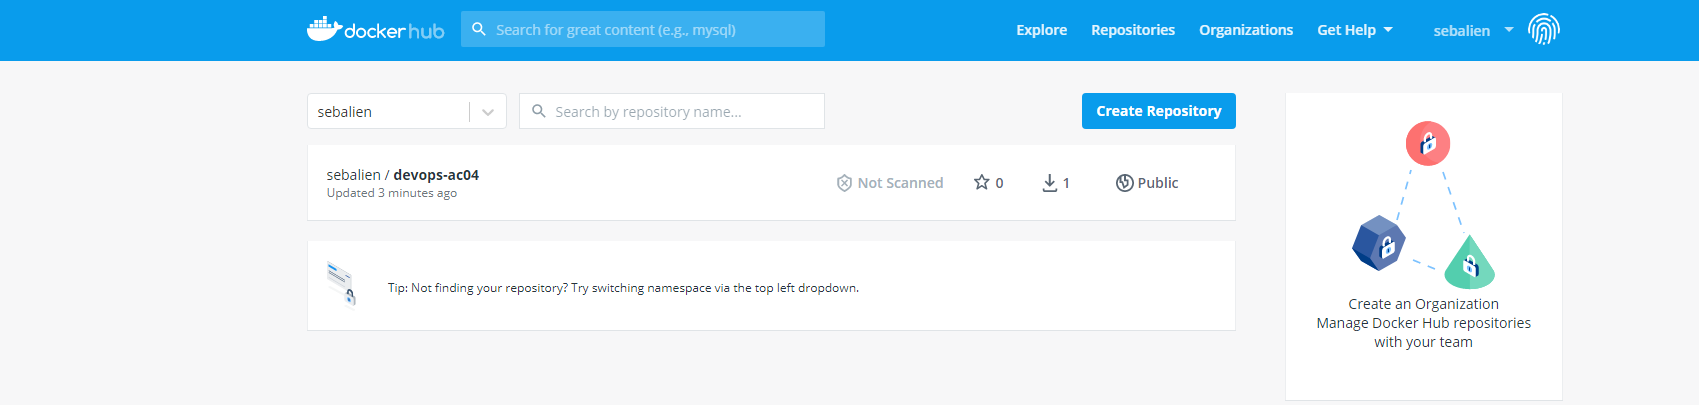 docker hub
Search for great content (e.g., mysql)
Explore
Repositories
Organizations
Get Help
sebalien
sebalien
Search by repository name...
Create Repository
sebalien / devops-ac04
Updated 3 minutes ago
Not Scanned
0
1
Public
Tip: Not finding your repository? Try switching namespace via the top left dropdown.
Create an Organization
Manage Docker Hub repositories
with your team